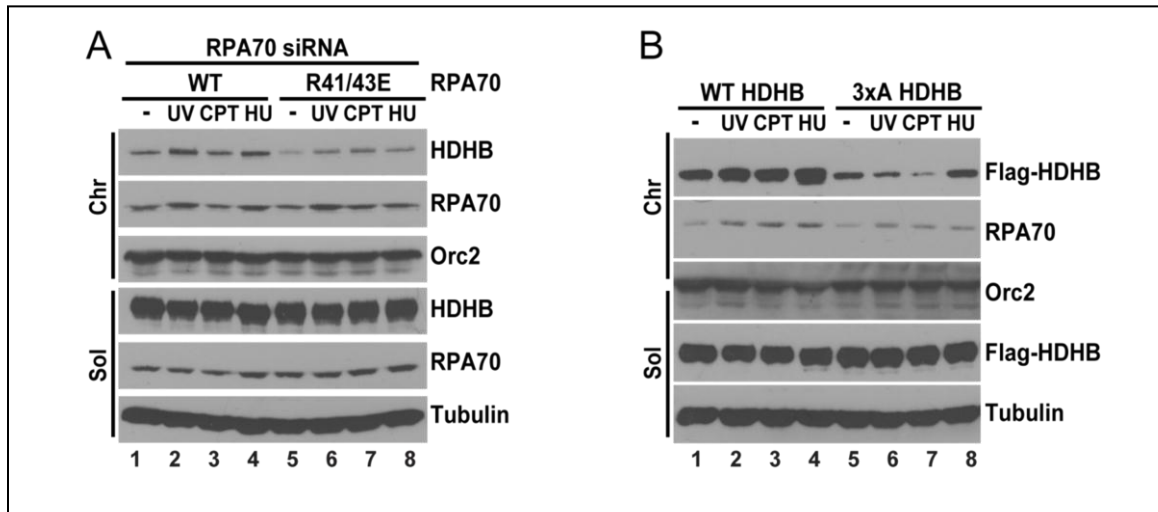 A
RPA70 siRNA
WT R41/43E RPA70
- UV CPT HU - UV CPT HU
Chr
HDHB
RPA70
Orc2
Sol
HDHB
RPA70
Tubulin
1 2 3 4 5 6 7 8
B
WT HDHB 3xA HDHB
- UV CPT HU - UV CPT HU
Chr
Flag-HDHB
RPA70
Orc2
Sol
Flag-HDHB
Tubulin
1 2 3 4 5 6 7 8